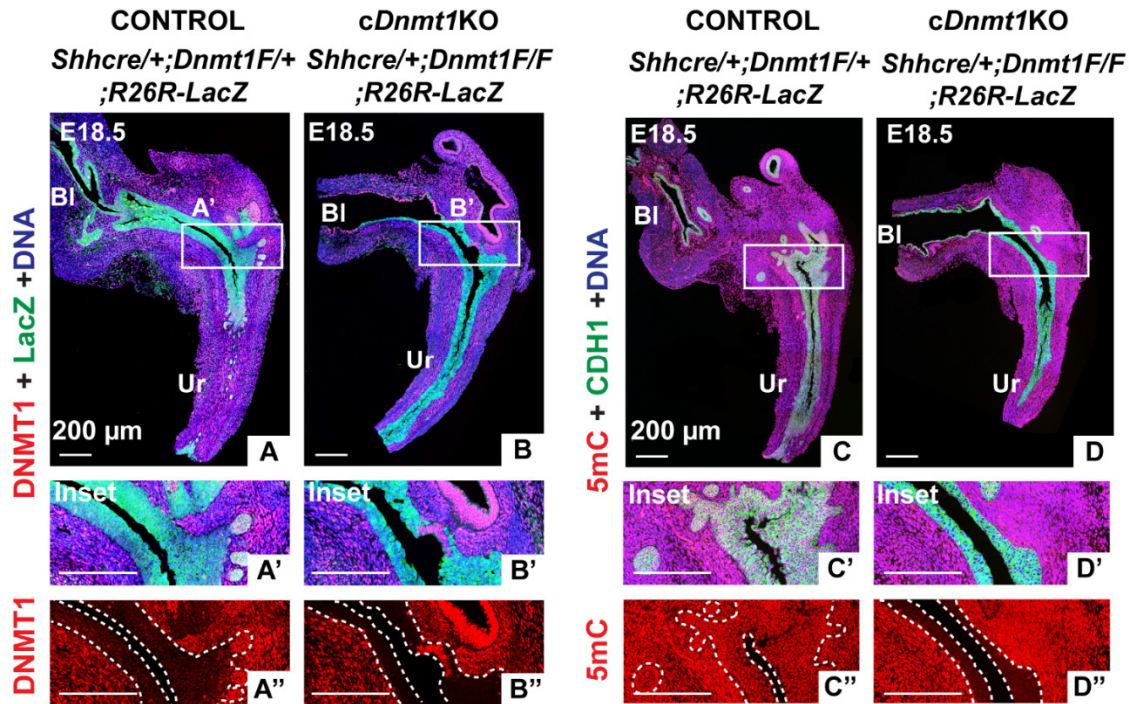 CONTROL
cDnmt1KO
Shhcre/+;Dnmt1F/+
;R26R-LacZ
Shhcre/+;Dnmt1F/F
;R26R-LacZ
DNMT1 + LacZ +DNA
E18.5
Bl
A'
Ur
200 µm
A
Bl
B'
Ur
B
Inset
A'
Inset
B'
DNMT1
A''
B''
CONTROL
cDnmt1KO
Shhcre/+;Dnmt1F/+
;R26R-LacZ
Shhcre/+;Dnmt1F/F
;R26R-LacZ
5mC + CDH1 +DNA
E18.5
Bl
Ur
200 µm
C
E18.5
Bl
Ur
D
Inset
C'
Inset
D'
5mC
C''
D''